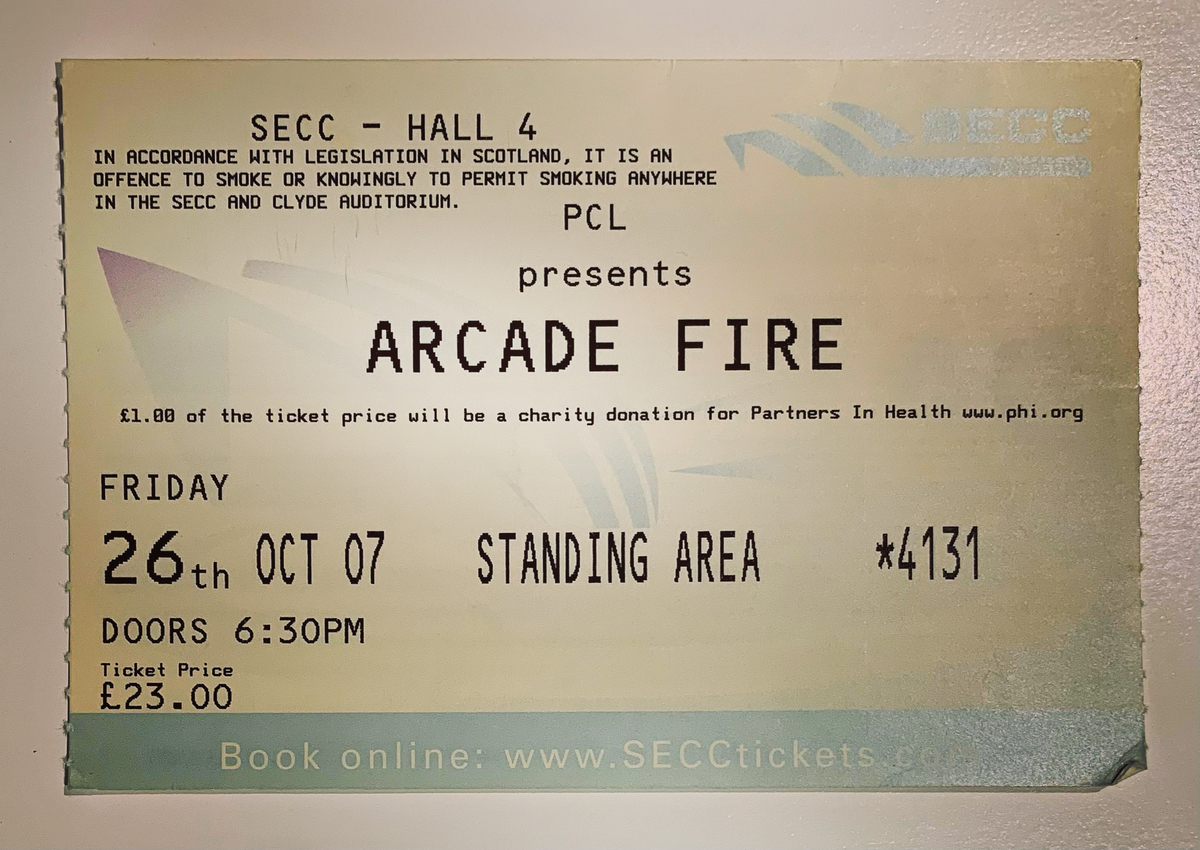 SECC - HALL 4
SECC
IN ACCORDANCE WITH LEGISLATION IN SCOTLAND, IT IS AN
OFFENCE TO SMOKE OR KNOWINGLY TO PERMIT SMOKING ANYWHERE
IN THE SECC AND CLYDE AUDITORIUM.
PCL
presents
ARCADE FIRE
£1.00 of the ticket price will be a charity donation for Partners In Health www.phi.org
FRIDAY
26th OCT 07 STANDING AREA *4131
DOORS 6:30PM
Ticket Price
£23.00
Book online: www.SECCtickets.com